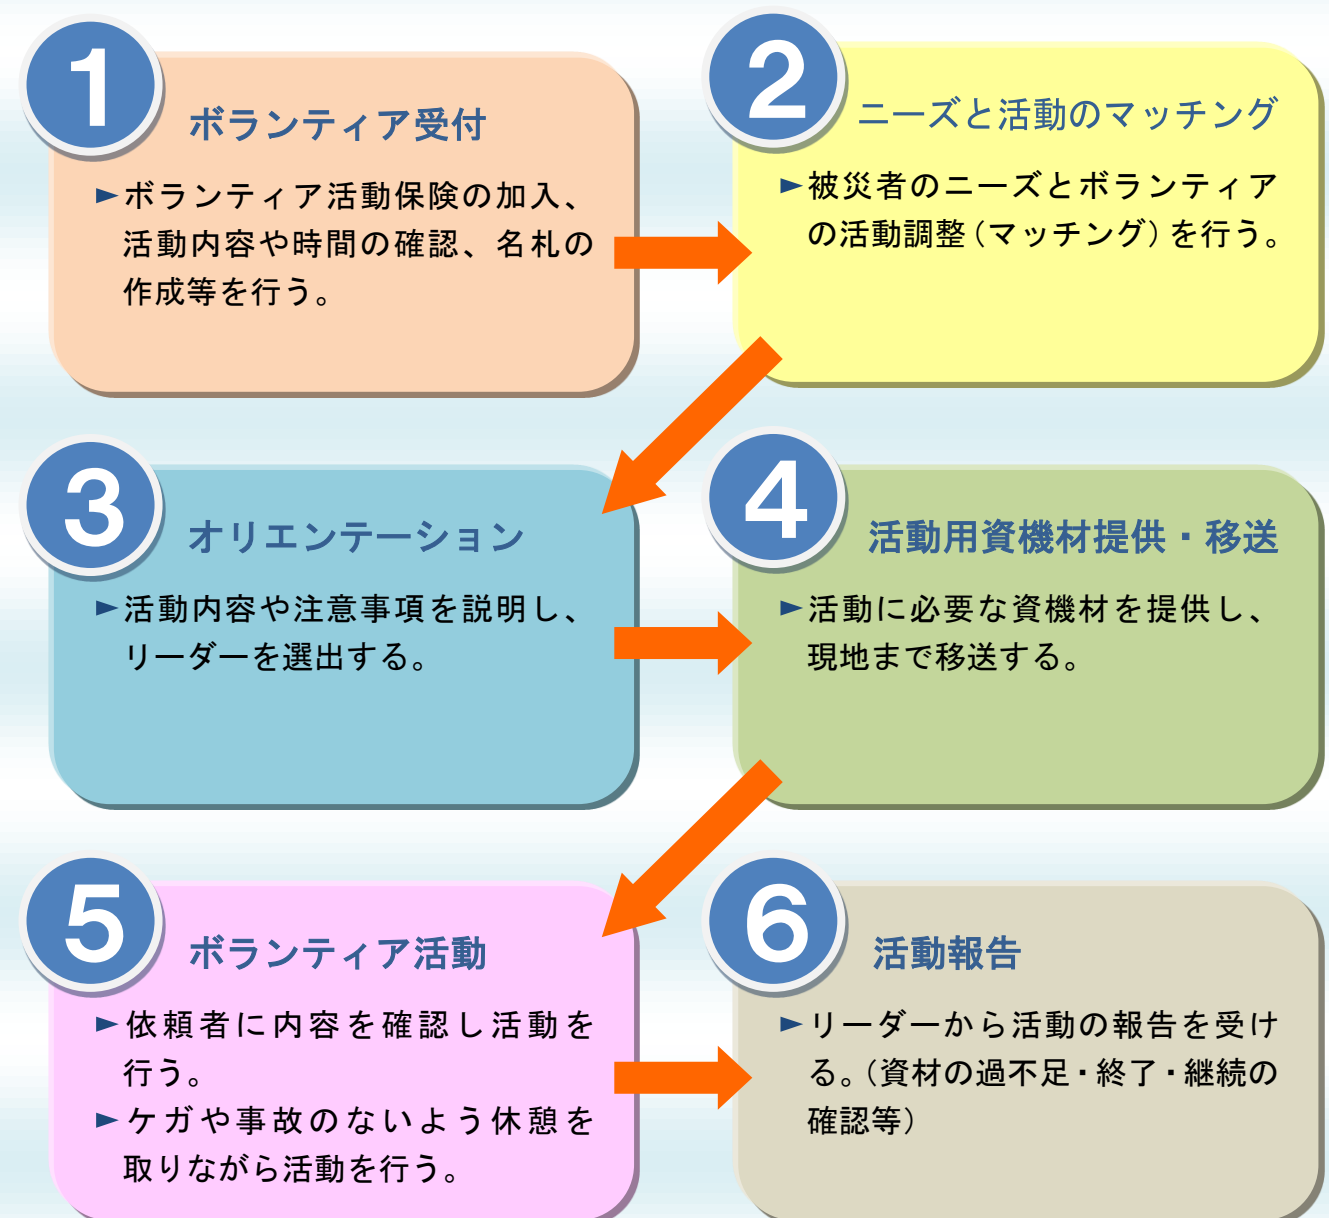 1
ボランティア受付
►ボランティア活動保険の加入、
活動内容や時間の確認、名札の
作成等を行う。
2
ニーズと活動のマッチング
►被災者のニーズとボランティア
の活動調整(マッチング)を行う。
3
オリエンテーション
►活動内容や注意事項を説明し、
リーダーを選出する。
4
活動用資機材提供・移送
►活動に必要な資機材を提供し、
現地まで移送する。
5
ボランティア活動
►依頼者に内容を確認し活動を
行う。
►ケガや事故のないよう休憩を
取りながら活動を行う。
6
活動報告
►リーダーから活動の報告を受け
る。(資材の過不足・終了・継続の
確認等)